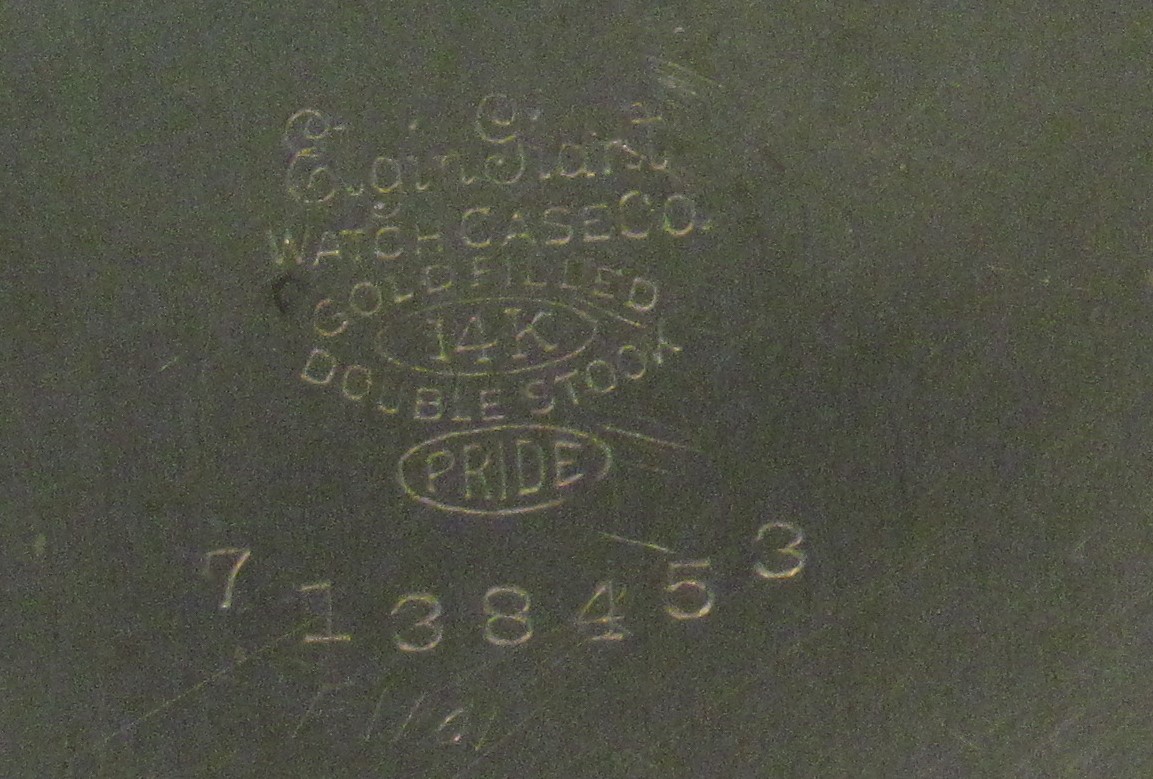 Elgin Giant
WATCH CASE CO.
GOLD FILLED
14K
DOUBLE STOCK
PRIDE
7138453